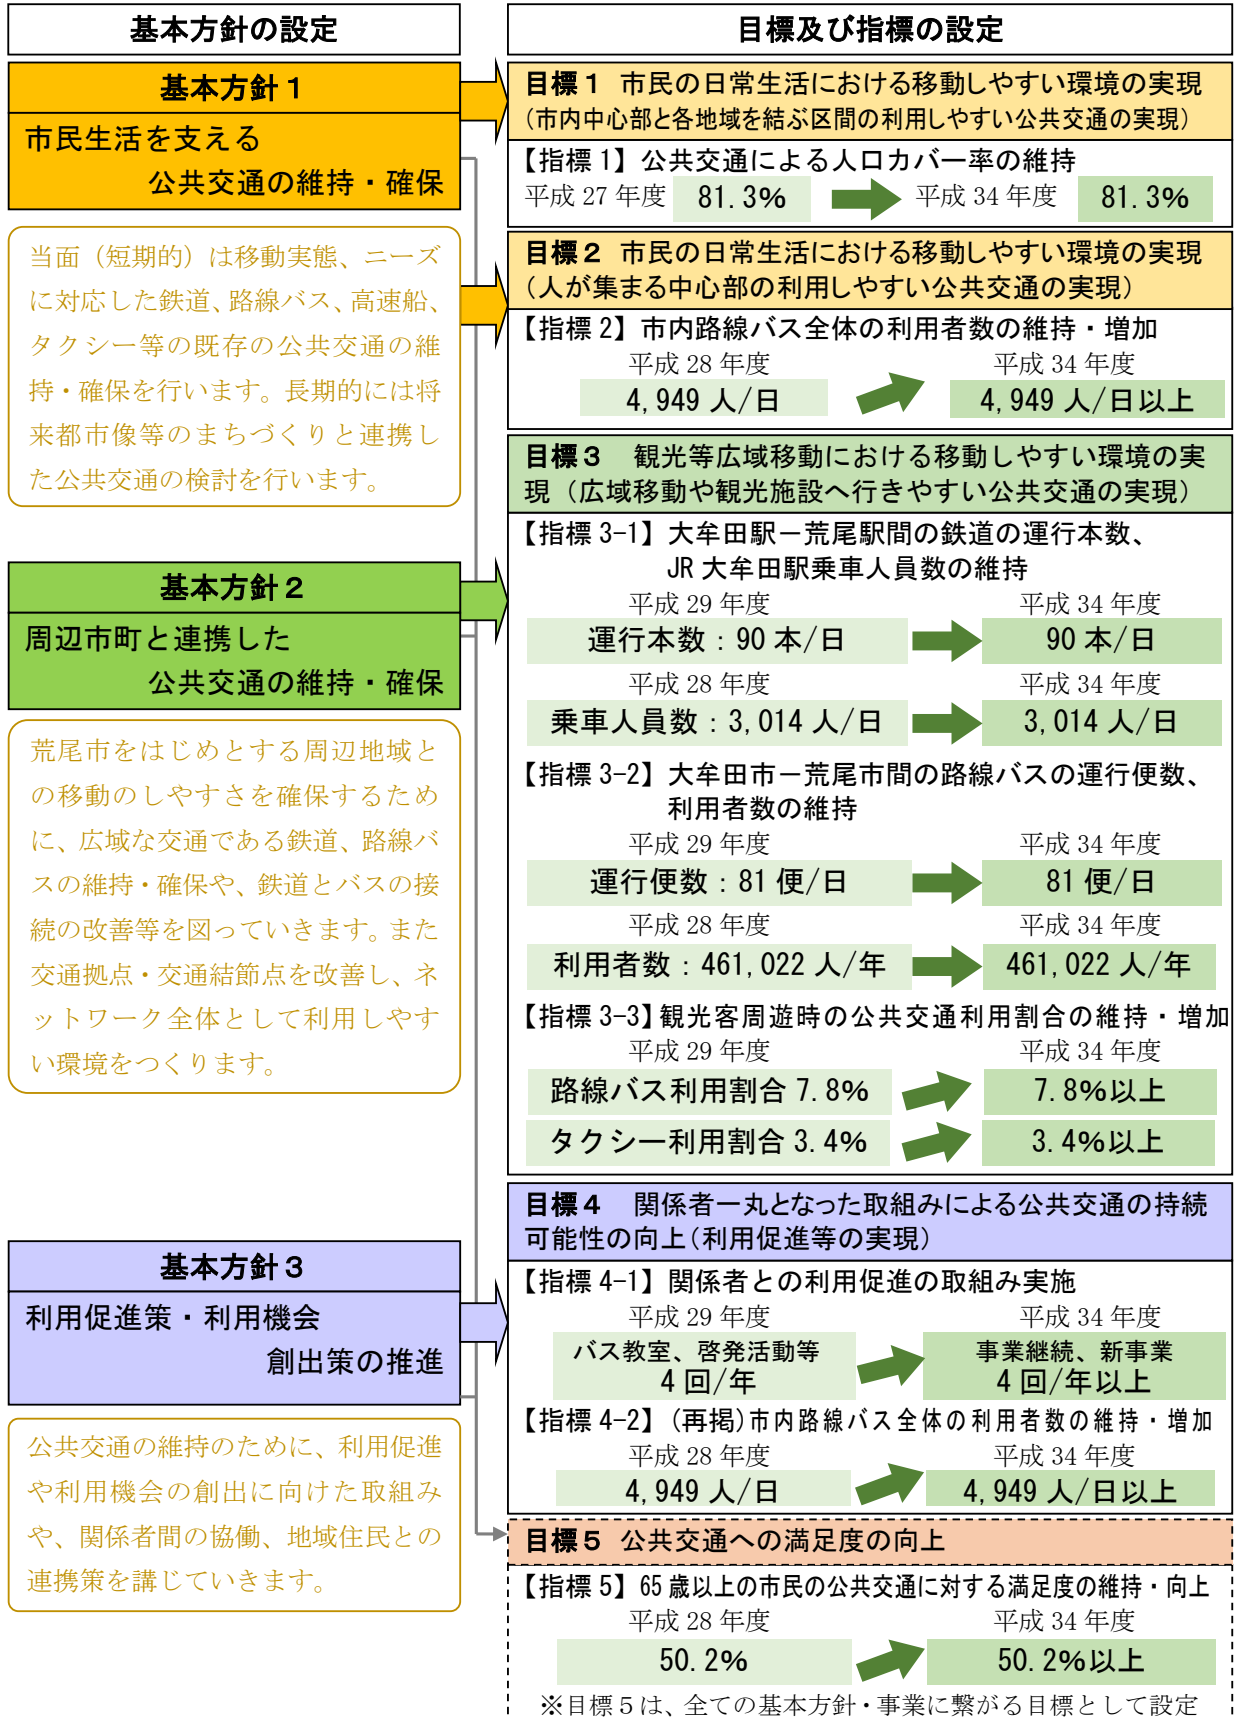 基本方針の設定
基本方針1
市民生活を支える
公共交通の維持・確保
当面（短期的）は移動実態、ニーズ
に対応した鉄道、路線バス、高速船、
タクシー等の既存の公共交通の維
持・確保を行います。長期的には将
来都市像等のまちづくりと連携し
た公共交通の検討を行います。
基本方針2
周辺市町と連携した
公共交通の維持・確保
荒尾市をはじめとする周辺地域と
の移動のしやすさを確保するため
に、広域な交通である鉄道、路線バ
スの維持・確保や、鉄道とバスの接
続の改善等を図っていきます。また
交通拠点・交通結節点を改善し、ネ
ットワーク全体として利用しやす
い環境をつくります。
基本方針3
利用促進策・利用機会
創出策の推進
公共交通の維持のために、利用促進
や利用機会の創出に向けた取組み
や、関係者間の協働、地域住民との
連携策を講じていきます。
目標及び指標の設定
目標1 市民の日常生活における移動しやすい環境の実現
（市内中心部と各地域を結ぶ区間の利用しやすい公共交通の実現）
【指標1】公共交通による人口カバー率の維持
平成27年度 81.3% 平成34年度 81.3%
目標2 市民の日常生活における移動しやすい環境の実現
（人が集まる中心部の利用しやすい公共交通の実現）
【指標2】市内路線バス全体の利用者数の維持・増加
平成28年度 平成34年度
4,949人/日 4,949人/日以上
目標3 観光等広域移動における移動しやすい環境の実
現（広域移動や観光施設へ行きやすい公共交通の実現）
【指標3-1】大牟田駅－荒尾駅間の鉄道の運行本数、
JR大牟田駅乗車人員数の維持
平成29年度 平成34年度
運行本数：90本/日 90本/日
平成28年度 平成34年度
乗車人員数：3,014人/日 3,014人/日
【指標3-2】大牟田市－荒尾市間の路線バスの運行便数、
利用者数の維持
平成29年度 平成34年度
運行便数：81便/日 81便/日
平成28年度 平成34年度
利用者数：461,022人/年 461,022人/年
【指標3-3】観光客周遊時の公共交通利用割合の維持・増加
平成29年度 平成34年度
路線バス利用割合7.8% 7.8%以上
タクシー利用割合3.4% 3.4%以上
目標4 関係者一丸となった取組みによる公共交通の持続
可能性の向上（利用促進等の実現）
【指標4-1】関係者との利用促進の取組み実施
平成29年度 平成34年度
バス教室、啓発活動等 事業継続、新事業
4回/年 4回/年以上
【指標4-2】(再掲)市内路線バス全体の利用者数の維持・増加
平成28年度 平成34年度
4,949人/日 4,949人/日以上
目標5 公共交通への満足度の向上
【指標5】65歳以上の市民の公共交通に対する満足度の維持・向上
平成28年度 平成34年度
50.2% 50.2%以上
※目標5は、全ての基本方針・事業に繋がる目標として設定